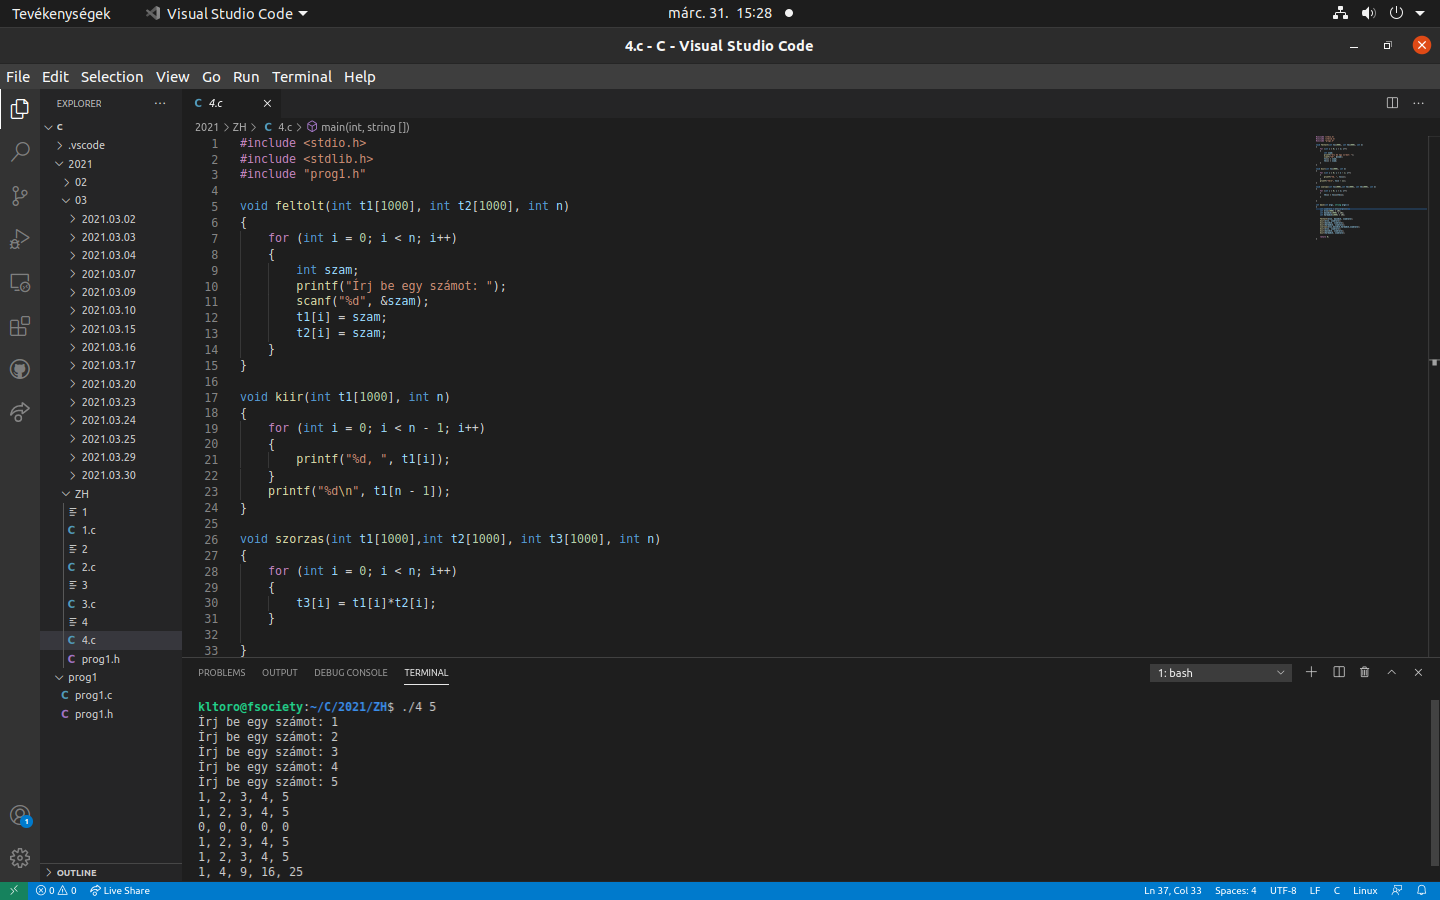 Tevékenységek
Visual Studio Code
márc. 31. 15:28
4.c - C - Visual Studio Code
File Edit Selection View Go Run Terminal Help
EXPLORER
C
.vscode
2021
02
03
2021.03.02
2021.03.03
2021.03.04
2021.03.07
2021.03.09
2021.03.10
2021.03.15
2021.03.16
2021.03.17
2021.03.20
2021.03.23
2021.03.24
2021.03.25
2021.03.29
2021.03.30
ZH
1
C 1.c
2
C 2.c
3
C 3.c
4
C 4.c
C prog1.h
prog1
C prog1.c
C prog1.h
OUTLINE
C 4.c
2021 > ZH > C 4.c > main(int, string [])
1 #include <stdio.h>
2 #include <stdlib.h>
3 #include "prog1.h"
4
5 void feltolt(int t1[1000], int t2[1000], int n)
6 {
7     for (int i = 0; i < n; i++)
8     {
9         int szam;
10         printf("Írj be egy számot: ");
11         scanf("%d", &szam);
12         t1[i] = szam;
13         t2[i] = szam;
14     }
15 }
16
17 void kiir(int t1[1000], int n)
18 {
19     for (int i = 0; i < n - 1; i++)
20     {
21         printf("%d, ", t1[i]);
22     }
23     printf("%d\n", t1[n - 1]);
24 }
25
26 void szorzas(int t1[1000],int t2[1000], int t3[1000], int n)
27 {
28     for (int i = 0; i < n; i++)
29     {
30         t3[i] = t1[i]*t2[i];
31     }
32
33 }
PROBLEMS OUTPUT DEBUG CONSOLE TERMINAL
1: bash
kltoro@fsociety:~/C/2021/ZH$ ./4 5
Írj be egy számot: 1
Írj be egy számot: 2
Írj be egy számot: 3
Írj be egy számot: 4
Írj be egy számot: 5
1, 2, 3, 4, 5
1, 2, 3, 4, 5
0, 0, 0, 0, 0
1, 2, 3, 4, 5
1, 2, 3, 4, 5
1, 4, 9, 16, 25
1
0 0 Live Share
Ln 37, Col 33 Spaces: 4 UTF-8 LF C Linux